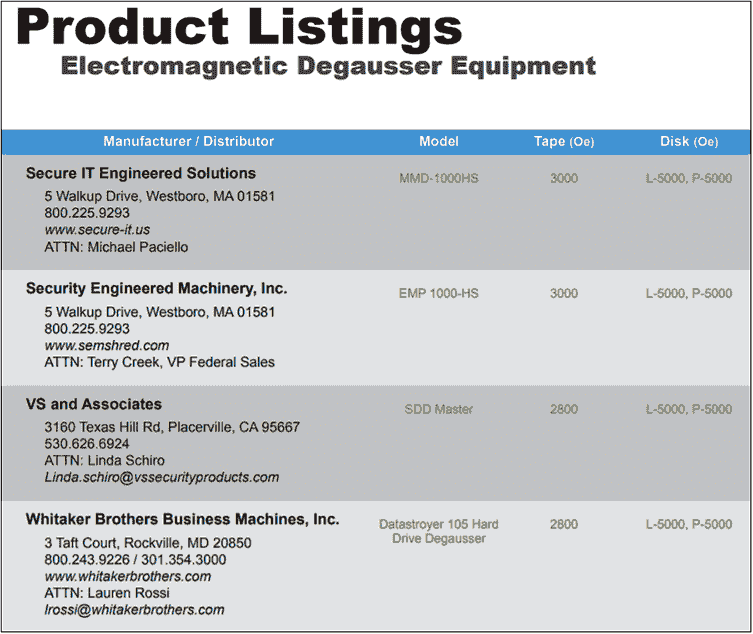 Product Listings
Electromagnetic Degausser Equipment
Manufacturer / Distributor Model Tape (Oe) Disk (Oe)
Secure IT Engineered Solutions MMD-1000HS 3000 L-5000, P-5000
5 Walkup Drive, Westboro, MA 01581
800.225.9293
www.secure-it.us
ATTN: Michael Paciello
Security Engineered Machinery, Inc. EMP 1000-HS 3000 L-5000, P-5000
5 Walkup Drive, Westboro, MA 01581
800.225.9293
www.semshred.com
ATTN: Terry Creek, VP Federal Sales
VS and Associates SDD Master 2800 L-5000, P-5000
3160 Texas Hill Rd, Placerville, CA 95667
530.626.6924
ATTN: Linda Schiro
Linda.schiro@vssecurityproducts.com
Whitaker Brothers Business Machines, Inc. Datastroyer 105 Hard 2800 L-5000, P-5000
Drive Degausser
3 Taft Court, Rockville, MD 20850
800.243.9226 / 301.354.3000
www.whitakerbrothers.com
ATTN: Lauren Rossi
lrossi@whitakerbrothers.com